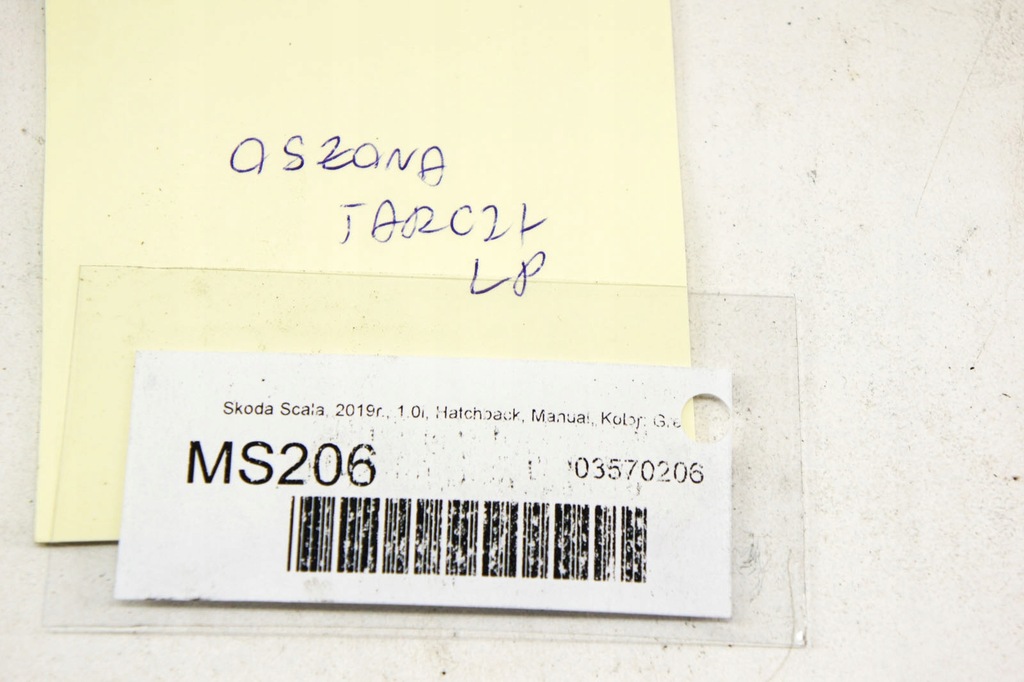 OSŁONA
TARCZY
LP
Skoda Scala, 2019r., 1.0i, Hatchback, Manual, Kolor:
MS206
03570206